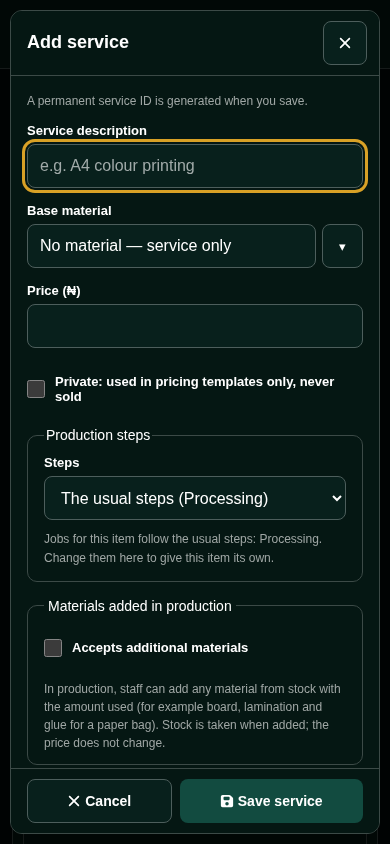 Add service
A permanent service ID is generated when you save.
Service description
e.g. A4 colour printing
Base material
No material — service only
Price (₦)
Private: used in pricing templates only, never
sold
Production steps
Steps
The usual steps (Processing)
Jobs for this item follow the usual steps: Processing.
Change them here to give this item its own.
Materials added in production
Accepts additional materials
In production, staff can add any material from stock with
the amount used (for example board, lamination and
glue for a paper bag). Stock is taken when added; the
price does not change.
Cancel
Save service